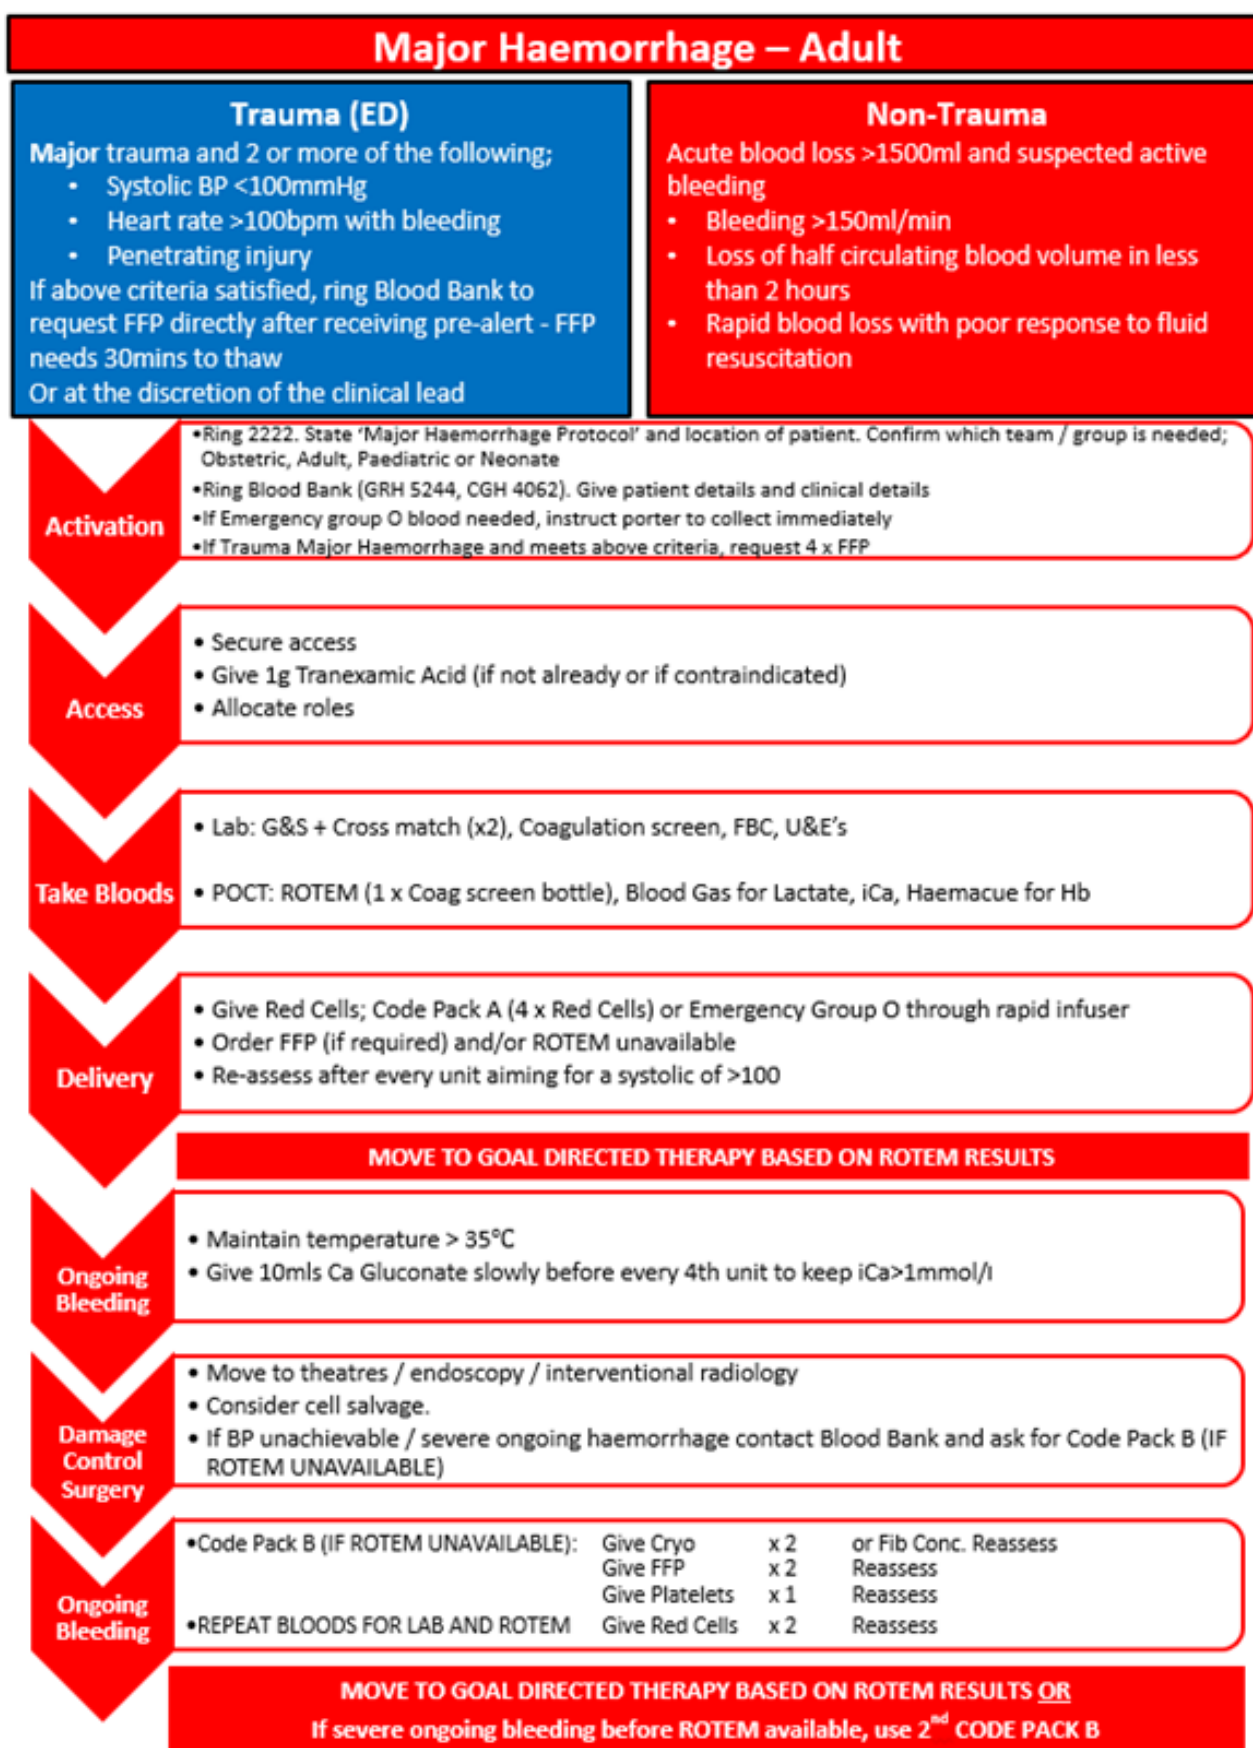 Major Haemorrhage – Adult
Trauma (ED)
Major trauma and 2 or more of the following;
• Systolic BP <100mmHg
• Heart rate >100bpm with bleeding
• Penetrating injury
If above criteria satisfied, ring Blood Bank to
request FFP directly after receiving pre-alert - FFP
needs 30mins to thaw
Or at the discretion of the clinical lead
Non-Trauma
Acute blood loss >1500ml and suspected active
bleeding
• Bleeding >150ml/min
• Loss of half circulating blood volume in less
than 2 hours
• Rapid blood loss with poor response to fluid
resuscitation
Activation
•Ring 2222. State ‘Major Haemorrhage Protocol’ and location of patient. Confirm which team / group is needed;
Obstetric, Adult, Paediatric or Neonate
•Ring Blood Bank (GRH 5244, CGH 4062). Give patient details and clinical details
•If Emergency group O blood needed, instruct porter to collect immediately
•If Trauma Major Haemorrhage and meets above criteria, request 4 x FFP
Access
• Secure access
• Give 1g Tranexamic Acid (if not already or if contraindicated)
• Allocate roles
Take Bloods
• Lab: G&S + Cross match (x2), Coagulation screen, FBC, U&E’s
• POCT: ROTEM (1 x Coag screen bottle), Blood Gas for Lactate, iCa, Haemacue for Hb
Delivery
• Give Red Cells; Code Pack A (4 x Red Cells) or Emergency Group O through rapid infuser
• Order FFP (if required) and/or ROTEM unavailable
• Re-assess after every unit aiming for a systolic of >100
MOVE TO GOAL DIRECTED THERAPY BASED ON ROTEM RESULTS
Ongoing
Bleeding
• Maintain temperature > 35°C
• Give 10mls Ca Gluconate slowly before every 4th unit to keep iCa>1mmol/l
Damage
Control
Surgery
• Move to theatres / endoscopy / interventional radiology
• Consider cell salvage.
• If BP unachievable / severe ongoing haemorrhage contact Blood Bank and ask for Code Pack B (IF
ROTEM UNAVAILABLE)
Ongoing
Bleeding
•Code Pack B (IF ROTEM UNAVAILABLE): Give Cryo x 2 or Fib Conc. Reassess
Give FFP x 2 Reassess
Give Platelets x 1 Reassess
•REPEAT BLOODS FOR LAB AND ROTEM Give Red Cells x 2 Reassess
MOVE TO GOAL DIRECTED THERAPY BASED ON ROTEM RESULTS OR
If severe ongoing bleeding before ROTEM available, use 2nd CODE PACK B